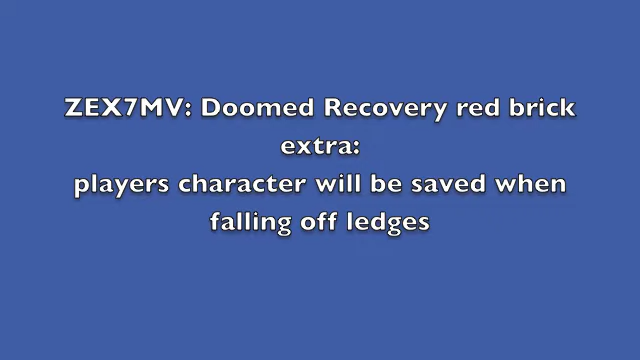 ZEX7MV: Doomed Recovery red brick
extra:
players character will be saved when
falling off ledges